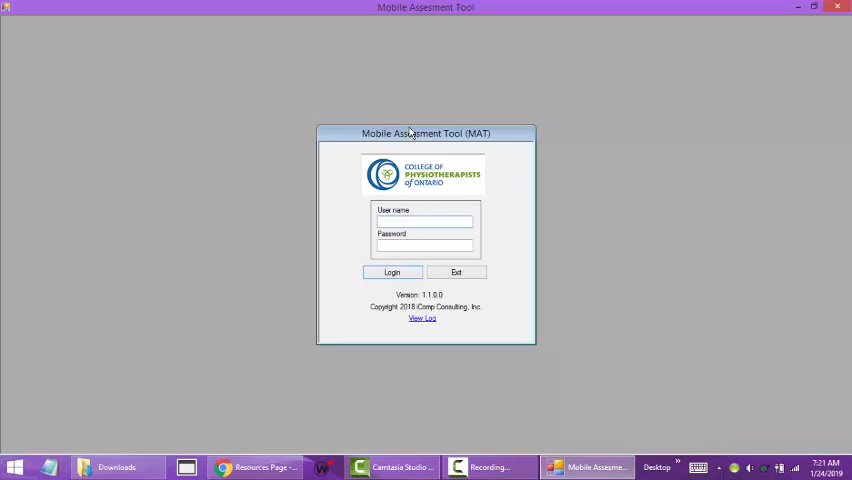 Mobile Assesment Tool
Mobile Assesment Tool (MAT)
COLLEGE OF
PHYSIOTHERAPISTS
of ONTARIO
User name
Password
Login
Exit
Version: 1.1.0.0
Copyright 2018 iComp Consulting, Inc.
View Log
Downloads
Resources Page -...
Camtasia Studio ...
Recording...
Mobile Assesme...
Desktop
7:21 AM
1/24/2019